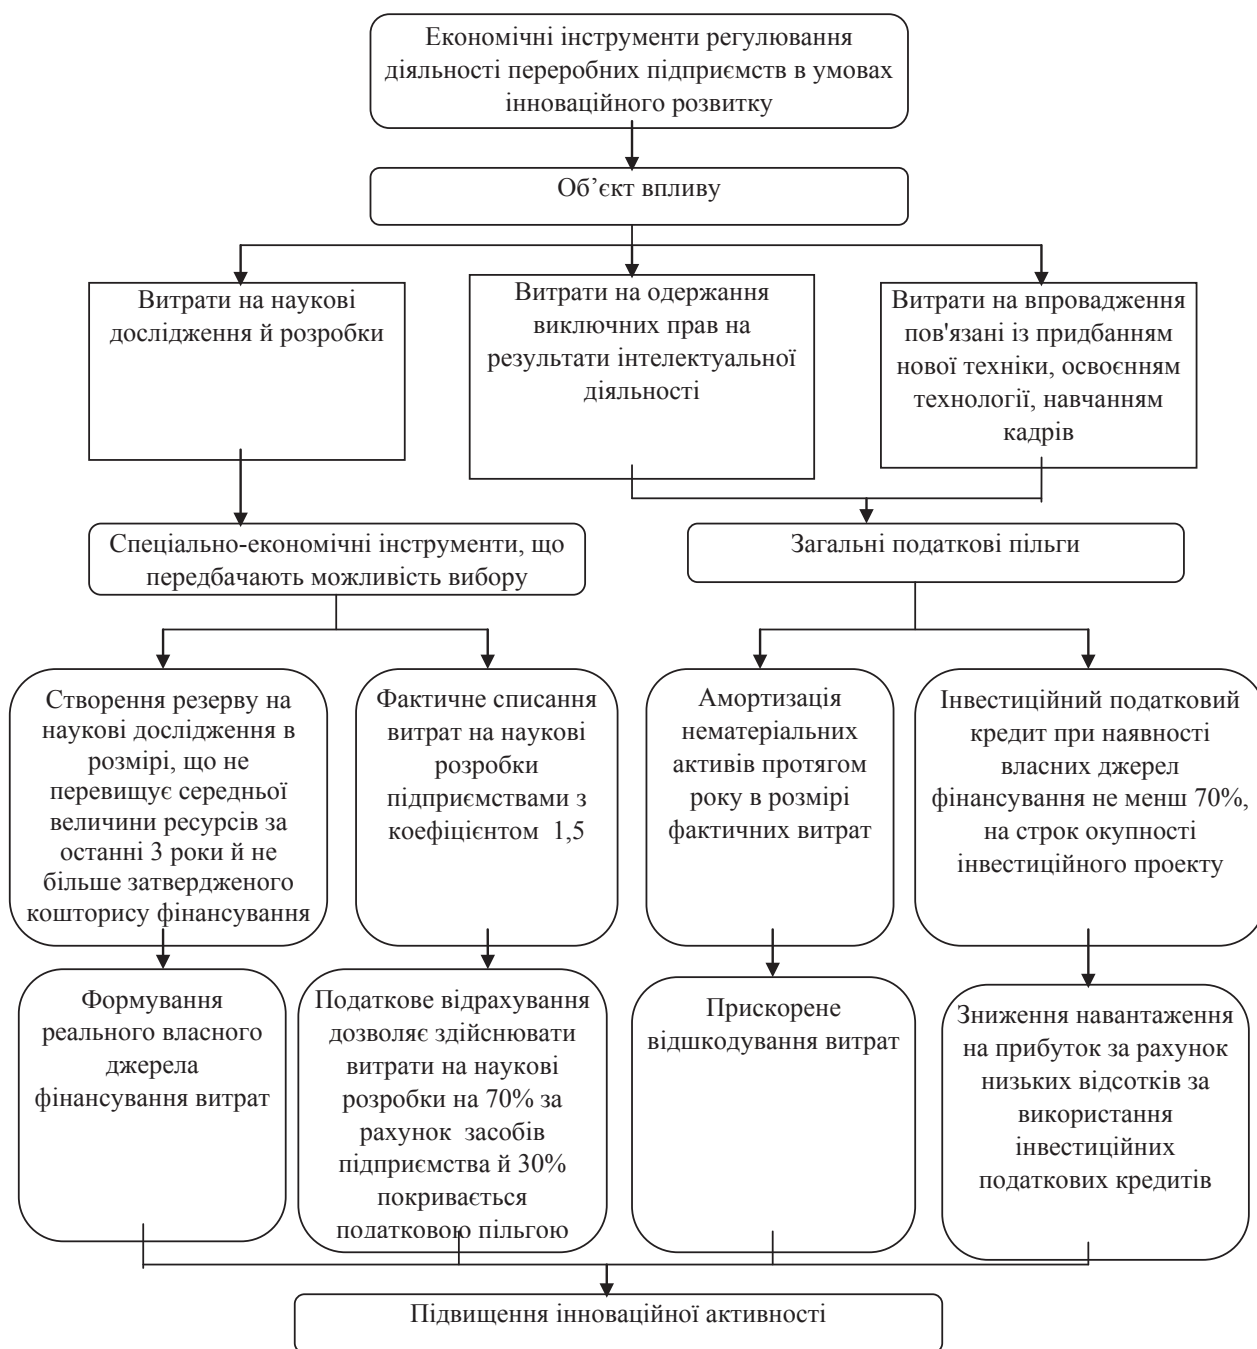 Економічні інструменти регулювання
діяльності переробних підприємств в умовах
інноваційного розвитку
Об’єкт впливу
Витрати на наукові
дослідження й розробки
Витрати на одержання
виключних прав на
результати інтелектуальної
діяльності
Витрати на впровадження
пов'язані із придбанням
нової техніки, освоєнням
технології, навчанням
кадрів
Спеціально-економічні інструменти, що
передбачають можливість вибору
Загальні податкові пільги
Створення резерву на
наукові дослідження в
розмірі, що не
перевищує середньої
величини ресурсів за
останні 3 роки й не
більше затвердженого
кошторису фінансування
Фактичне списання
витрат на наукові
розробки
підприємствами з
коефіцієнтом 1,5
Амортизація
нематеріальних
активів протягом
року в розмірі
фактичних витрат
Інвестиційний податковий
кредит при наявності
власних джерел
фінансування не менш 70%,
на строк окупності
інвестиційного проекту
Формування
реального власного
джерела
фінансування витрат
Податкове відрахування
дозволяє здійснювати
витрати на наукові
розробки на 70% за
рахунок засобів
підприємства й 30%
покривається
податковою пільгою
Прискорене
відшкодування витрат
Зниження навантаження
на прибуток за рахунок
низьких відсотків за
використання
інвестиційних
податкових кредитів
Підвищення інноваційної активності